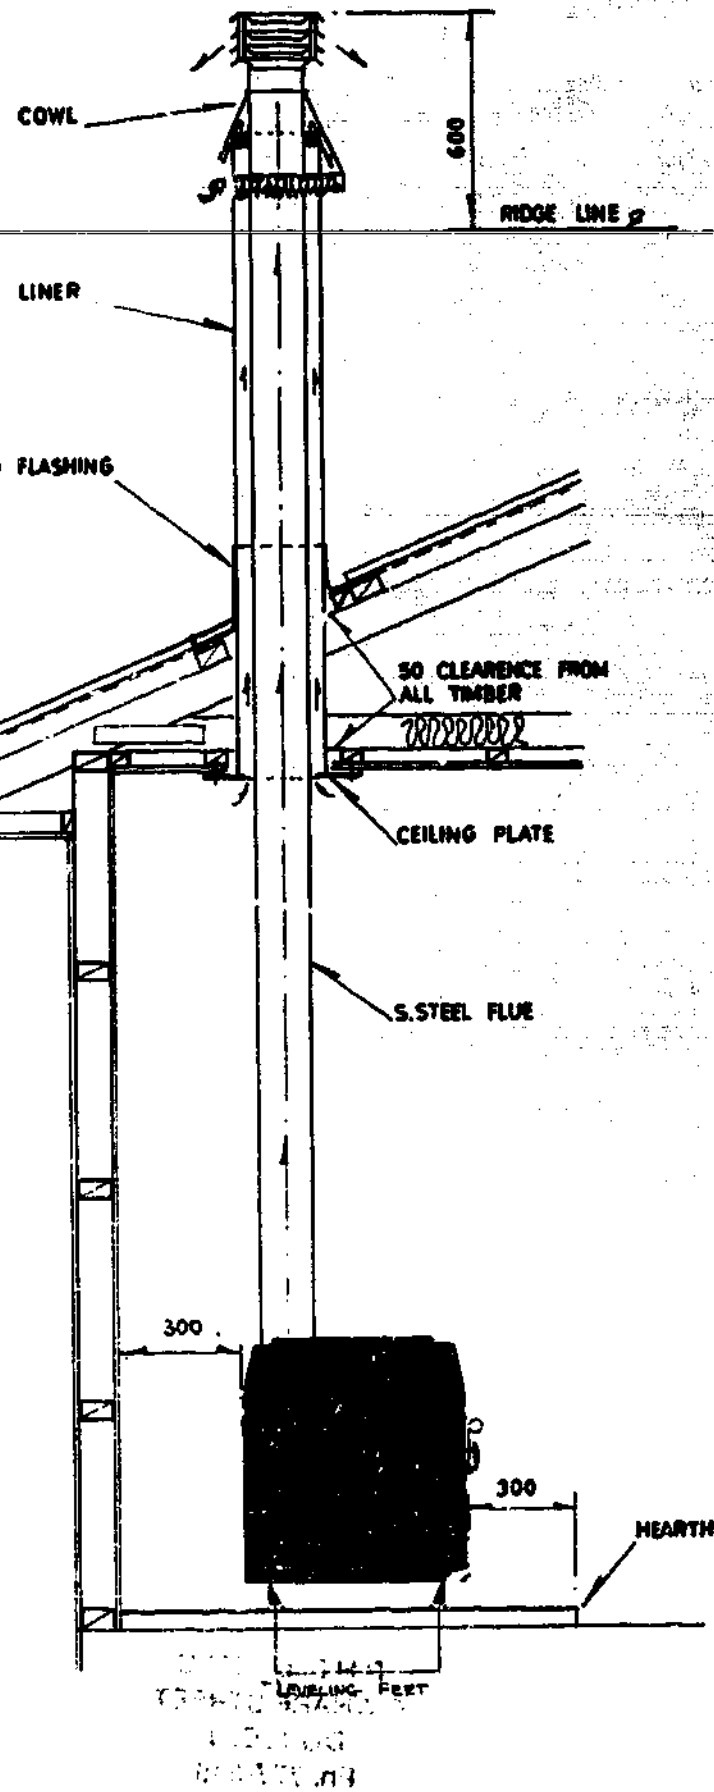 COWL
600
RIDGE LINE
LINER
FLASHING
50 CLEARENCE FROM
ALL TIMBER
CEILING PLATE
S.STEEL FLUE
300
300
HEARTH
LEVELING FEET